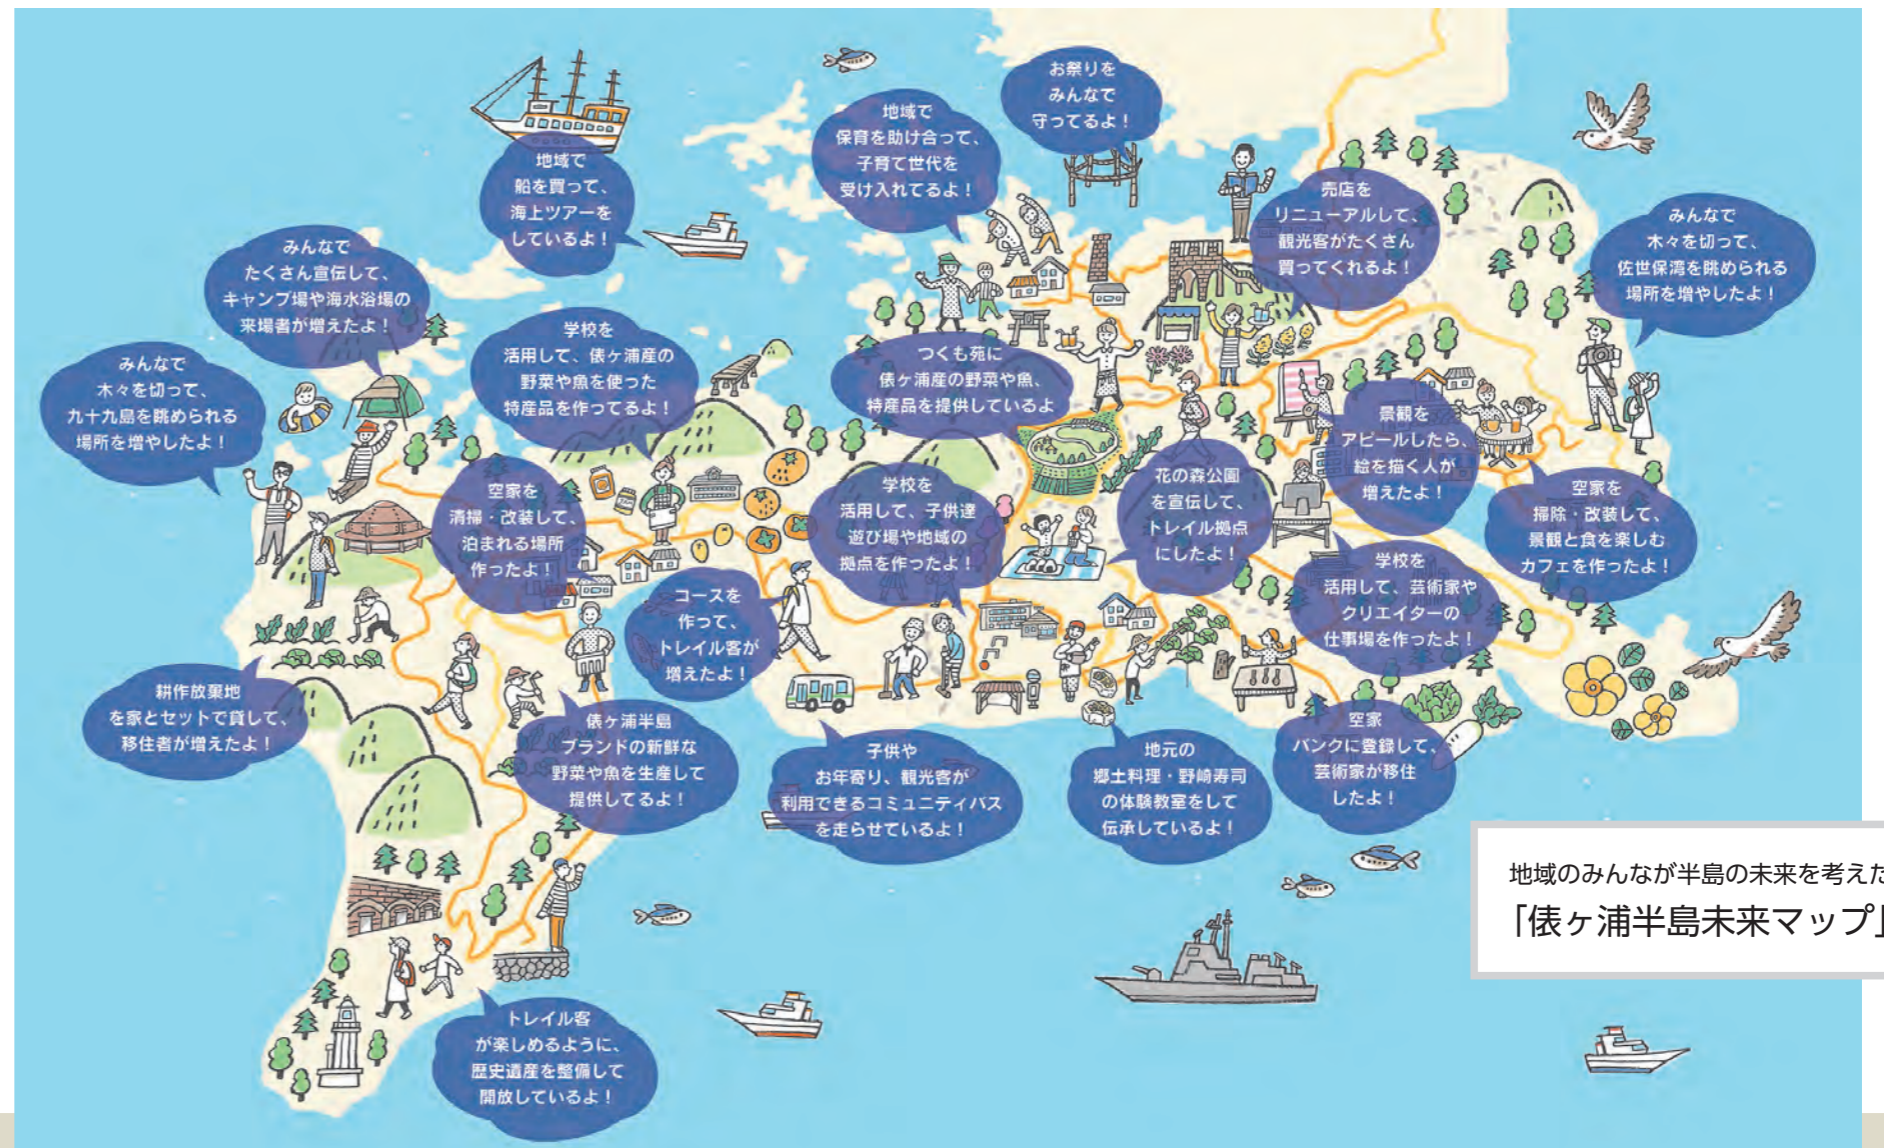 お祭りを
みんなで
守ってるよ！
地域で
保育を助け合って、
子育て世代を
受け入れてるよ！
地域で
船を買って、
海上ツアーを
しているよ！
売店を
リニューアルして、
観光客がたくさん
買ってくれるよ！
みんなで
木々を切って、
佐世保湾を眺められる
場所を増やしたよ！
みんなで
たくさん宣伝して、
キャンプ場や海水浴場の
来場者が増えたよ！
学校を
活用して、俵ヶ浦産の
野菜や魚を使った
特産品を作ってるよ！
つくも苑に
俵ヶ浦産の野菜や魚、
特産品を提供しているよ
みんなで
木々を切って、
九十九島を眺められる
場所を増やしたよ！
景観を
アピールしたら、
絵を描く人が
増えたよ！
空家を
清掃・改装して、
泊まれる場所
作ったよ！
学校を
活用して、子供達
遊び場や地域の
拠点を作ったよ！
花の森公園
を宣伝して、
トレイル拠点
にしたよ！
空家を
掃除・改装して、
景観と食を楽しむ
カフェを作ったよ！
学校を
活用して、芸術家や
クリエイターの
仕事場を作ったよ！
コースを
作って、
トレイル客が
増えたよ！
耕作放棄地
を家とセットで貸して、
移住者が増えたよ！
俵ヶ浦半島
ブランドの新鮮な
野菜や魚を生産して
提供してるよ！
子供や
お年寄り、観光客が
利用できるコミュニティバス
を走らせているよ！
地元の
郷土料理・野崎寿司
の体験教室をして
伝承しているよ！
空家
バンクに登録して、
芸術家が移住
したよ！
地域のみんなが半島の未来を考えた
「俵ヶ浦半島未来マップ」
トレイル客
が楽しめるように、
歴史遺産を整備して
開放しているよ！